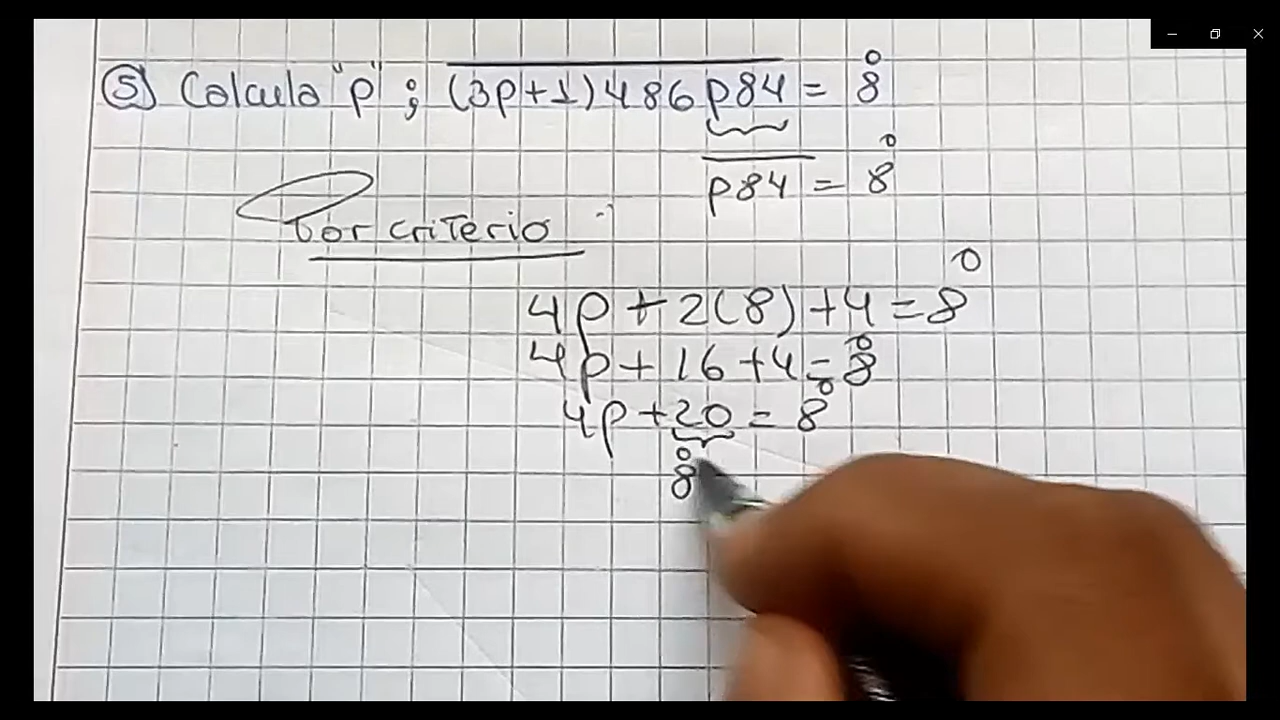 5) Calcula "p" ; (3p+1)486p84 = 8°
p84 = 8°
Por criterio :
4p + 2(8) + 4 = 8°
4p + 16 + 4 = 8°
4p + 20 = 8°
8°